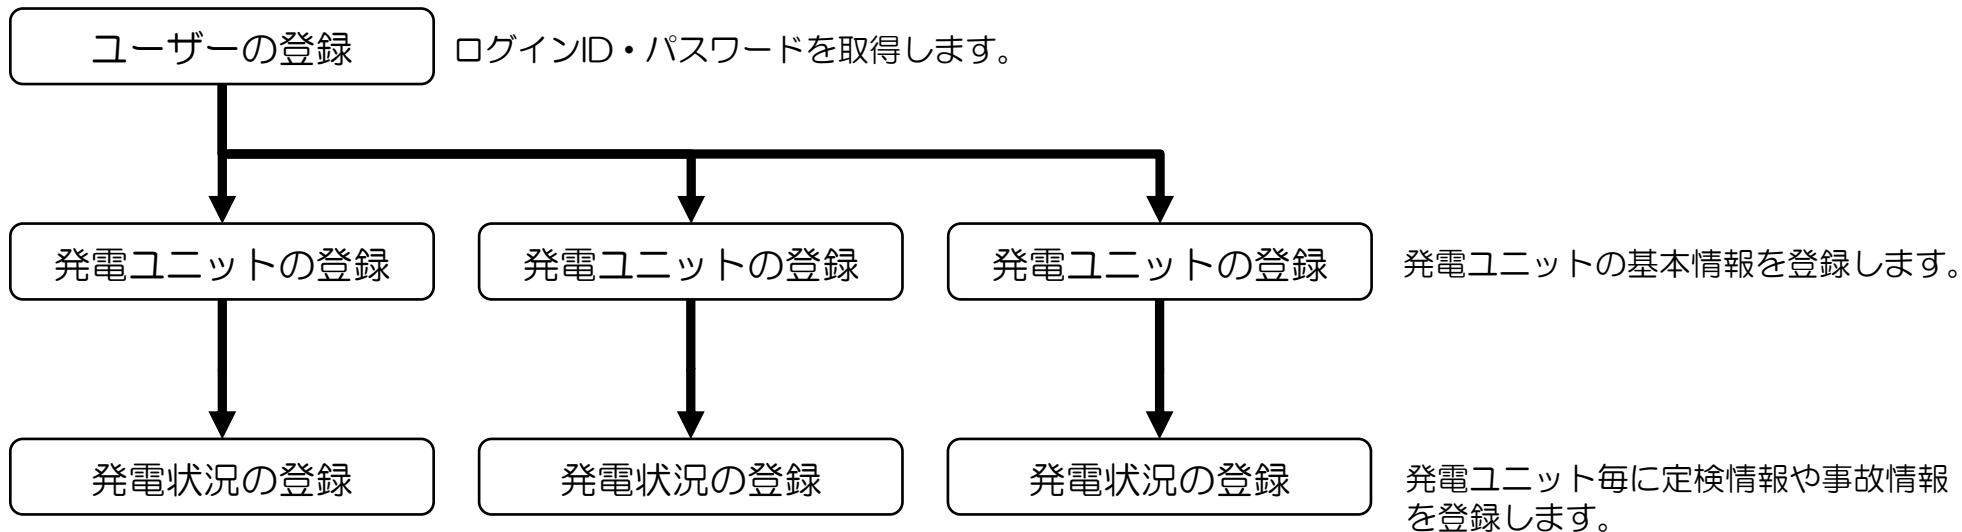 ユーザーの登録
ログインID・パスワードを取得します。
発電ユニットの登録
発電ユニットの登録
発電ユニットの登録
発電ユニットの基本情報を登録します。
発電状況の登録
発電状況の登録
発電状況の登録
発電ユニット毎に定検情報や事故情報
を登録します。